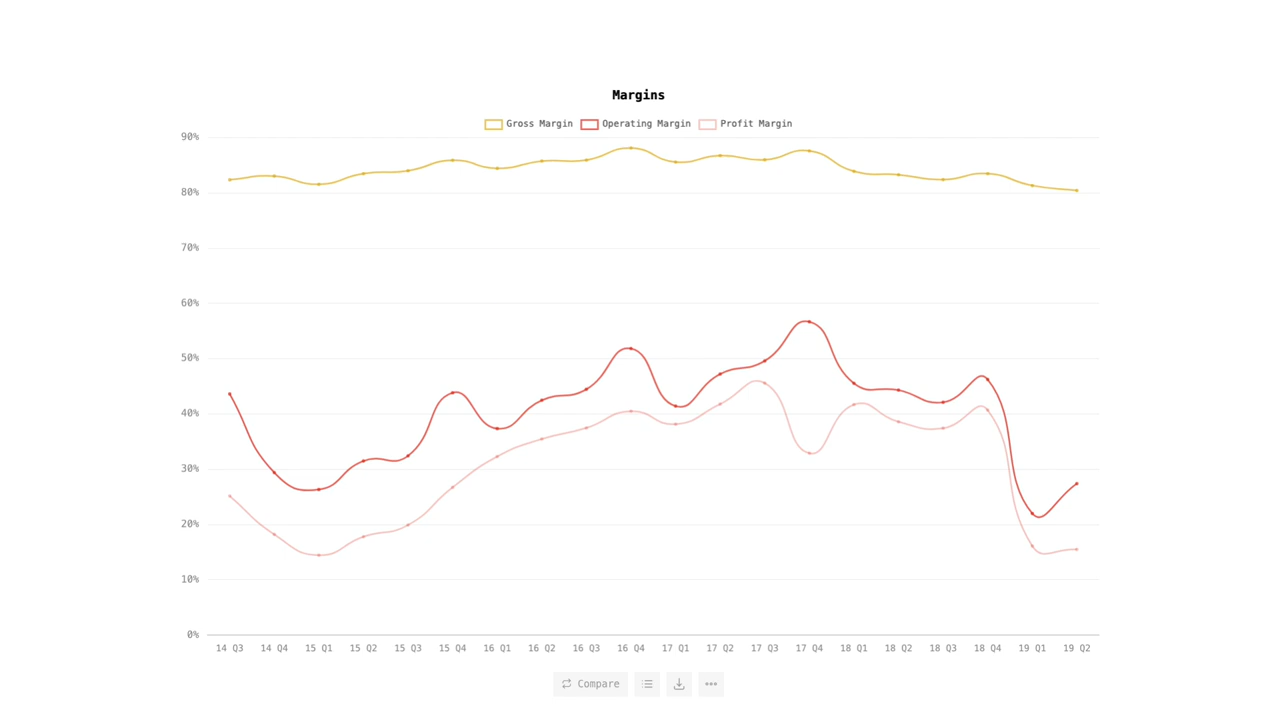 Margins
Gross Margin Operating Margin Profit Margin
90%
80%
70%
60%
50%
40%
30%
20%
10%
0%
14 Q3 14 Q4 15 Q1 15 Q2 15 Q3 15 Q4 16 Q1 16 Q2 16 Q3 16 Q4 17 Q1 17 Q2 17 Q3 17 Q4 18 Q1 18 Q2 18 Q3 18 Q4 19 Q1 19 Q2
Compare